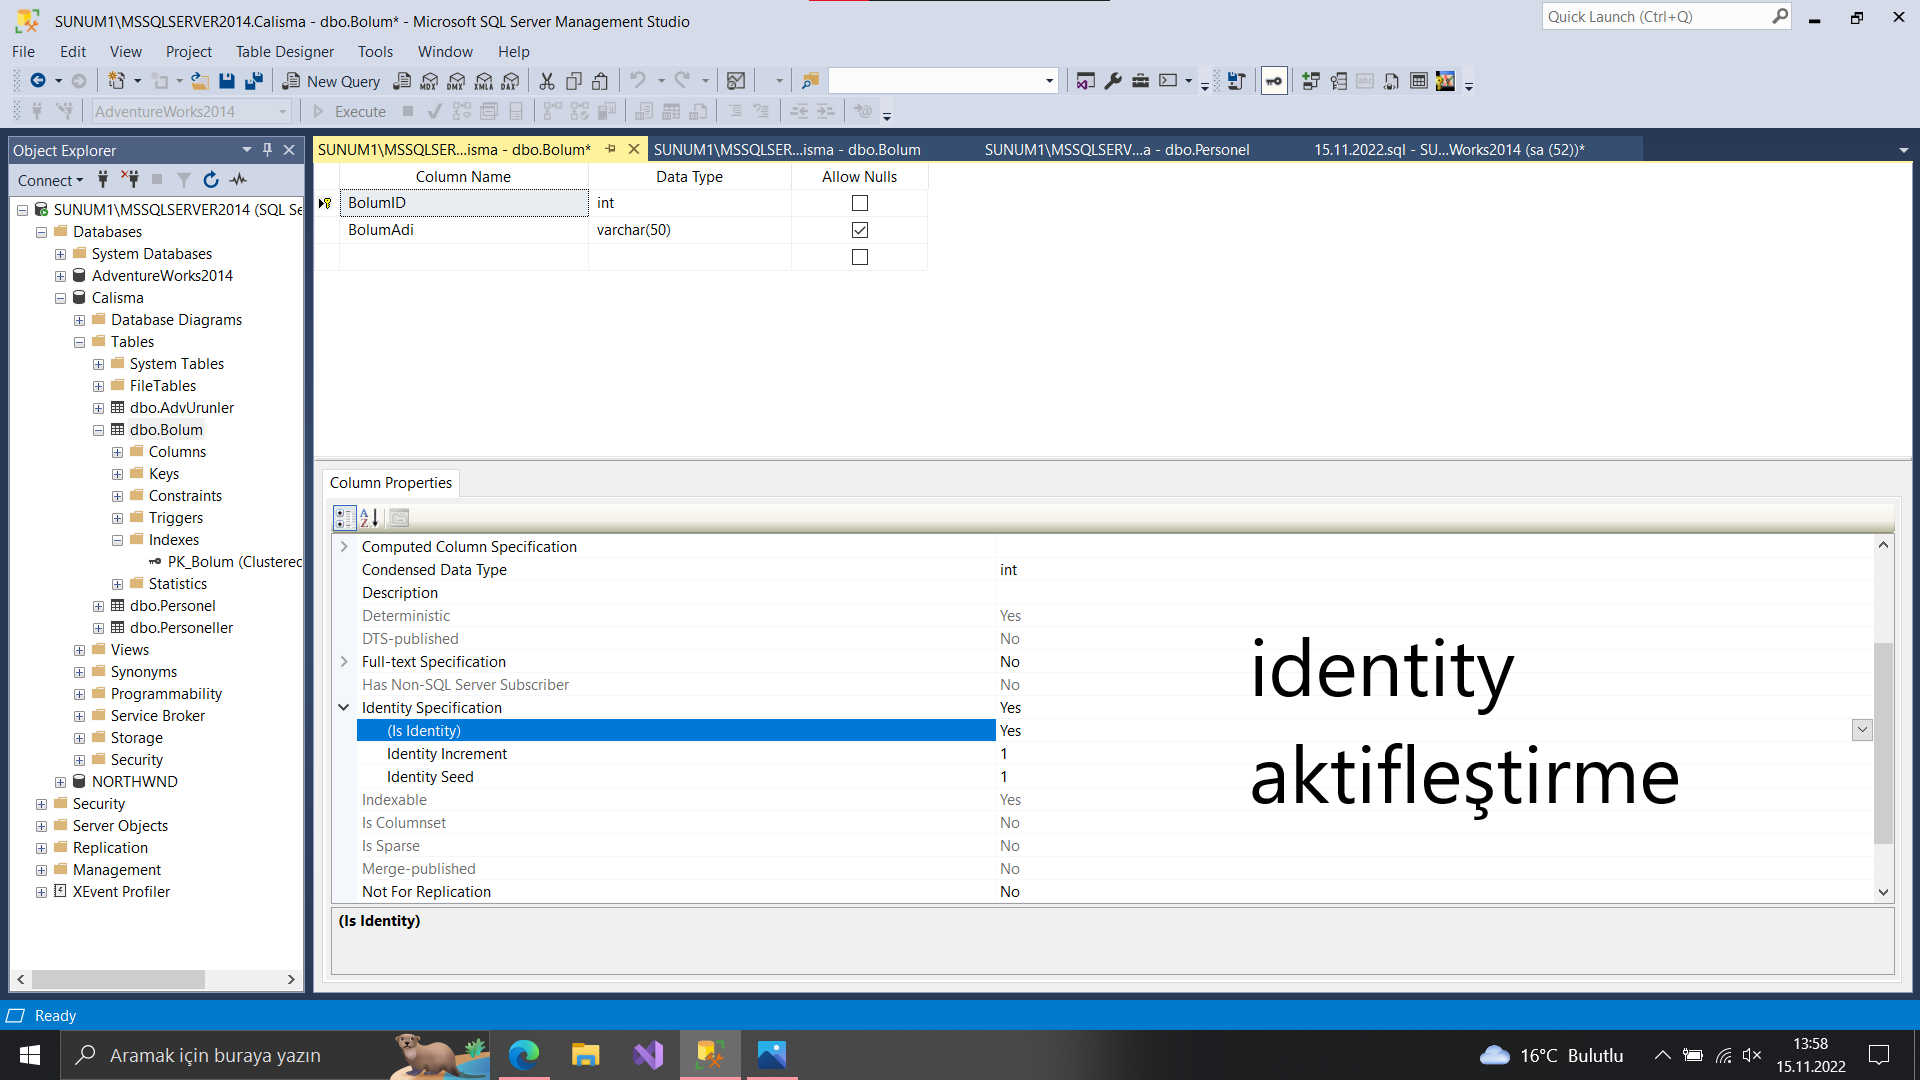 SUNUM1\MSSQLSERVER2014.Calisma - dbo.Bolum* - Microsoft SQL Server Management Studio
Quick Launch (Ctrl+Q)
File Edit View Project Table Designer Tools Window Help
New Query
AdventureWorks2014 Execute
Object Explorer
Connect
SUNUM1\MSSQLSERVER2014 (SQL Se
Databases
System Databases
AdventureWorks2014
Calisma
Database Diagrams
Tables
System Tables
FileTables
dbo.AdvUrunler
dbo.Bolum
Columns
Keys
Constraints
Triggers
Indexes
PK_Bolum (Clustered
Statistics
dbo.Personel
dbo.Personeller
Views
Synonyms
Programmability
Service Broker
Storage
Security
NORTHWND
Security
Server Objects
Replication
Management
XEvent Profiler
SUNUM1\MSSQLSER...isma - dbo.Bolum* SUNUM1\MSSQLSER...isma - dbo.Bolum SUNUM1\MSSQLSERV...a - dbo.Personel 15.11.2022.sql - SU...Works2014 (sa (52))*
Column Name Data Type Allow Nulls
BolumID int
BolumAdi varchar(50)
Column Properties
Computed Column Specification
Condensed Data Type int
Description
Deterministic Yes
DTS-published No
Full-text Specification No
Has Non-SQL Server Subscriber No
Identity Specification Yes
(Is Identity) Yes
Identity Increment 1
Identity Seed 1
Indexable Yes
Is Columnset No
Is Sparse No
Merge-published No
Not For Replication No
identity
aktifleştirme
(Is Identity)
Ready
Aramak için buraya yazın
16°C Bulutlu
13:58
15.11.2022